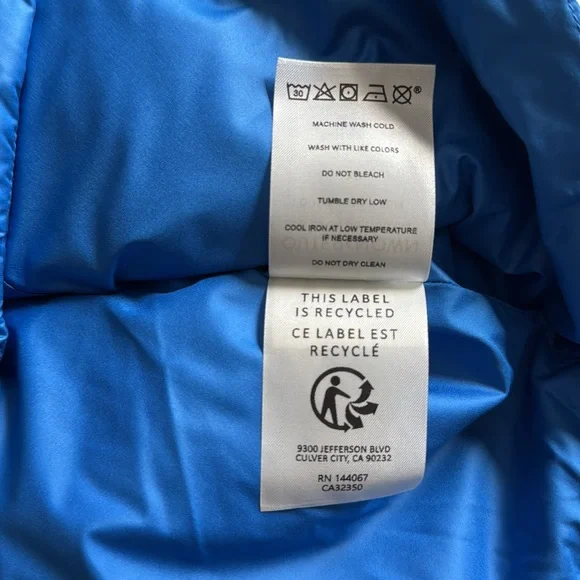 30 ®
MACHINE WASH COLD
WASH WITH LIKE COLORS
DO NOT BLEACH
TUMBLE DRY LOW
COOL IRON AT LOW TEMPERATURE
IF NECESSARY
DO NOT DRY CLEAN
THIS LABEL
IS RECYCLED
CE LABEL EST
RECYCLÉ
9300 JEFFERSON BLVD
CULVER CITY, CA 90232
RN 144067
CA32350